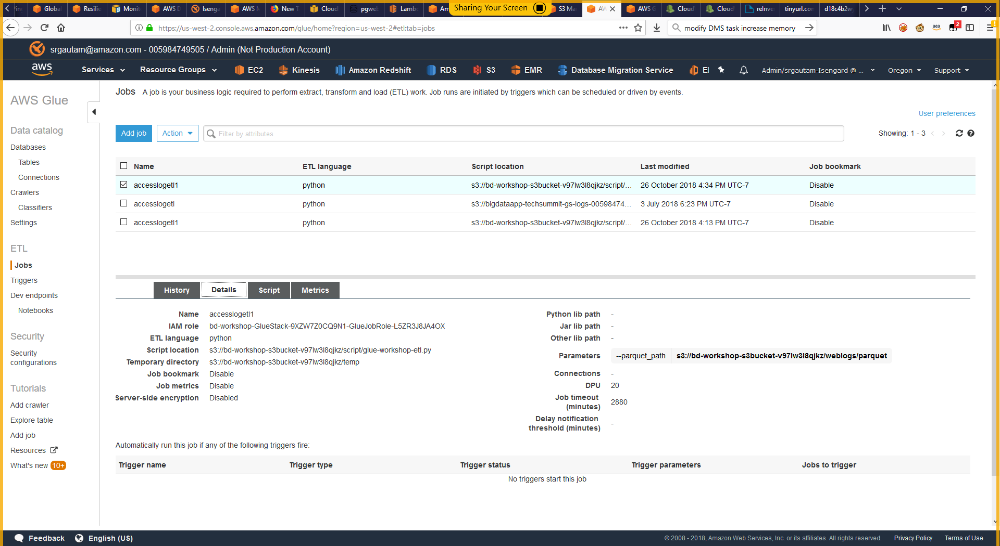 Global
Resilie
Monit
AWS D
Isenga
AWS M
New T
Cloud
pgweb
Lamb
Am
Sharing Your Screen
S3 Ma
AW
AWS G
Cloud
Cloud
reInve
tinyurl.con
d18c4b2w
https://us-west-2.console.aws.amazon.com/glue/home?region=us-west-2#etl:tab=jobs
modify DMS task increase memory
aea
2
srgautam@amazon.com - 005984749505 / Admin (Not Production Account)
aws
Services
Resource Groups
EC2
Kinesis
Amazon Redshift
RDS
S3
EMR
Database Migration Service
El
Admin/srgautam-Isengard @ ...
Oregon
Support
AWS Glue
Data catalog
Databases
Tables
Connections
Crawlers
Classifiers
Settings
ETL
Jobs
Triggers
Dev endpoints
Notebooks
Security
Security configurations
Tutorials
Add crawler
Explore table
Add job
Resources
What's new 10+
Jobs A job is your business logic required to perform extract, transform and load (ETL) work. Job runs are initiated by triggers which can be scheduled or driven by events.
User preferences
Add job
Action
Filter by attributes
Showing: 1 - 3
Name ETL language Script location Last modified Job bookmark
accesslogetl1 python s3://bd-workshop-s3bucket-v97lw3l8qjkz/script/... 26 October 2018 4:34 PM UTC-7 Disable
accesslogetl python s3://bigdataapp-techsummit-gs-logs-00598474... 3 July 2018 6:23 PM UTC-7 Disable
accesslogetl1 python s3://bd-workshop-s3bucket-v97lw3l8qjkz/script/... 26 October 2018 4:13 PM UTC-7 Disable
History Details Script Metrics
Name accesslogetl1
IAM role bd-workshop-GlueStack-9XZW7Z0CQ9N1-GlueJobRole-L5ZR3J8JA4OX
ETL language python
Script location s3://bd-workshop-s3bucket-v97lw3l8qjkz/script/glue-workshop-etl.py
Temporary directory s3://bd-workshop-s3bucket-v97lw3l8qjkz/temp
Job bookmark Disable
Job metrics Disable
Server-side encryption Disabled
Python lib path -
Jar lib path -
Other lib path -
Parameters --parquet_path s3://bd-workshop-s3bucket-v97lw3l8qjkz/weblogs/parquet
Connections -
DPU 20
Job timeout (minutes) 2880
Delay notification threshold (minutes) -
Automatically run this job if any of the following triggers fire:
Trigger name Trigger type Trigger status Trigger parameters Jobs to trigger
No triggers start this job
Feedback
English (US)
© 2008 - 2018, Amazon Web Services, Inc. or its affiliates. All rights reserved.
Privacy Policy
Terms of Use